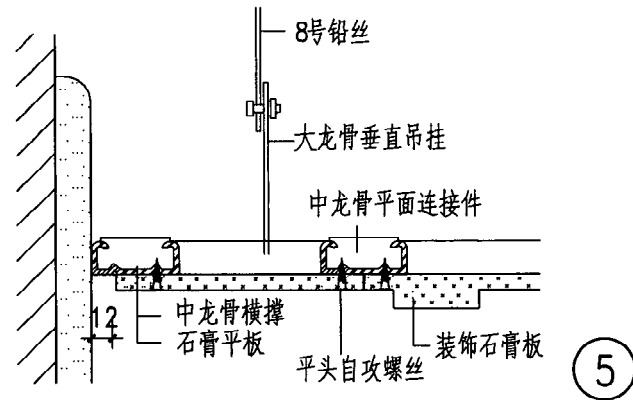 8号铅丝
大龙骨垂直吊挂
中龙骨平面连接件
12
中龙骨横撑
石膏平板
平头自攻螺丝
装饰石膏板
5